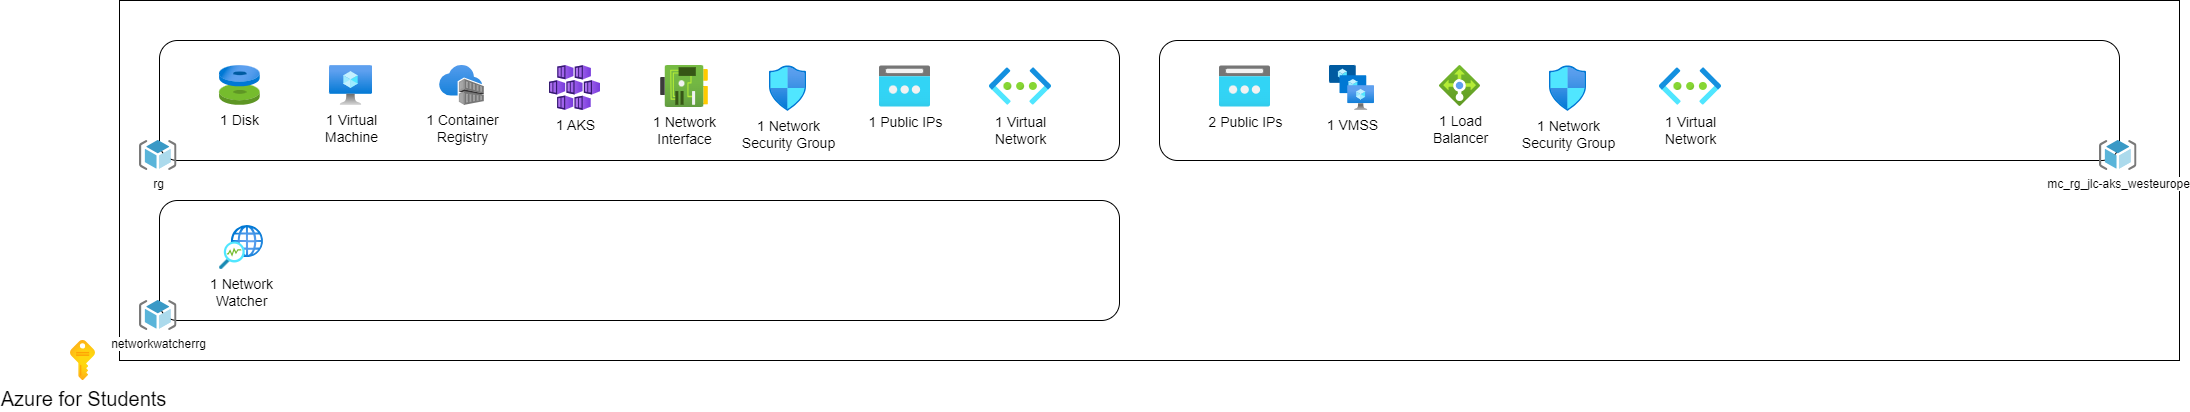 1 Disk
1 Virtual
Machine
1 Container
Registry
1 AKS
1 Network
Interface
1 Network
Security Group
1 Public IPs
1 Virtual
Network
rg
2 Public IPs
1 VMSS
1 Load
Balancer
1 Network
Security Group
1 Virtual
Network
mc_rg_jlc-aks_westeurope
1 Network
Watcher
networkwatcherrg
Azure for Students